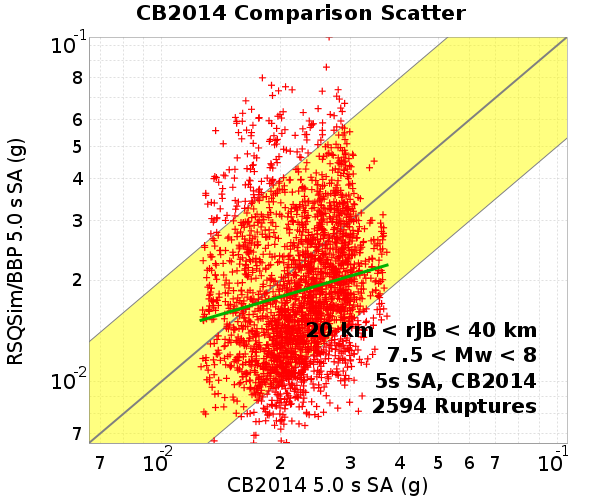 CB2014 Comparison Scatter
RSQSim/BBP 5.0 s SA (g)
10-1
8
6
5
4
3
2
10-2
7
20 km < rJB < 40 km
7.5 < Mw < 8
5s SA, CB2014
2594 Ruptures
7 10-2 2 3 4 5 6 7 10-1
CB2014 5.0 s SA (g)